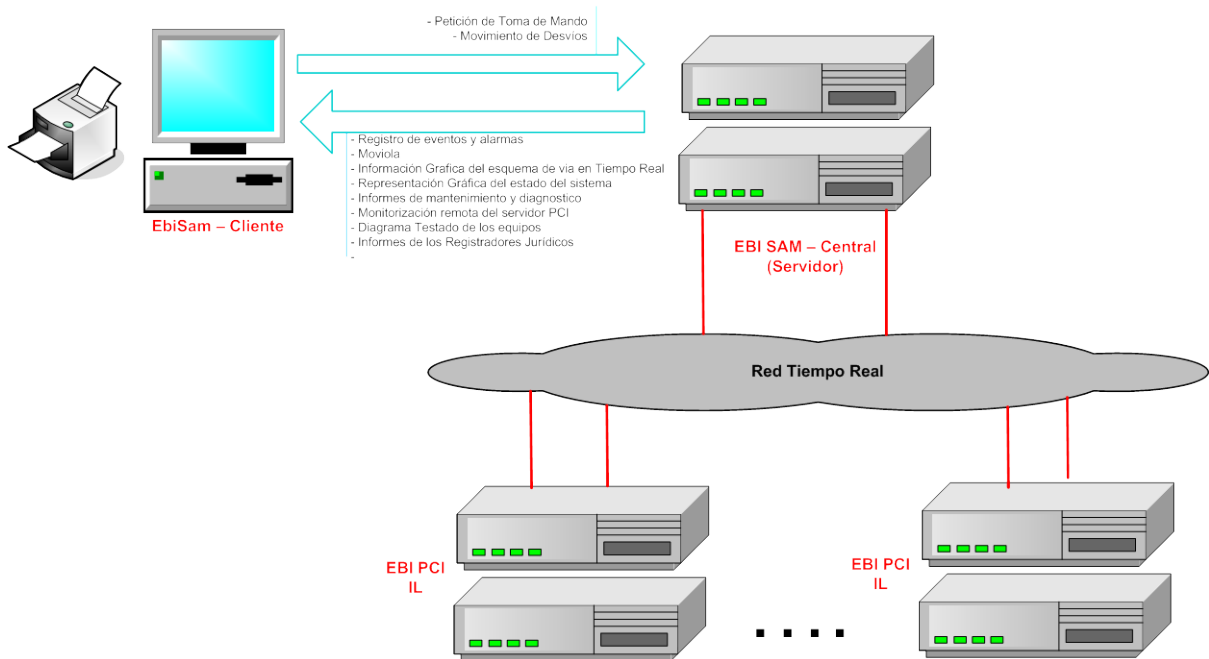 - Petición de Toma de Mando
- Movimiento de Desvíos
- Registro de eventos y alarmas
- Moviola
- Información Grafica del esquema de via en Tiempo Real
- Representación Gráfica del estado del sistema
- Informes de mantenimiento y diagnostico
- Monitorización remota del servidor PCI
- Diagrama Testado de los equipos
- Informes de los Registradores Jurídicos
-
EbiSam – Cliente
EBI SAM – Central
(Servidor)
Red Tiempo Real
EBI PCI
IL
EBI PCI
IL
. . . .